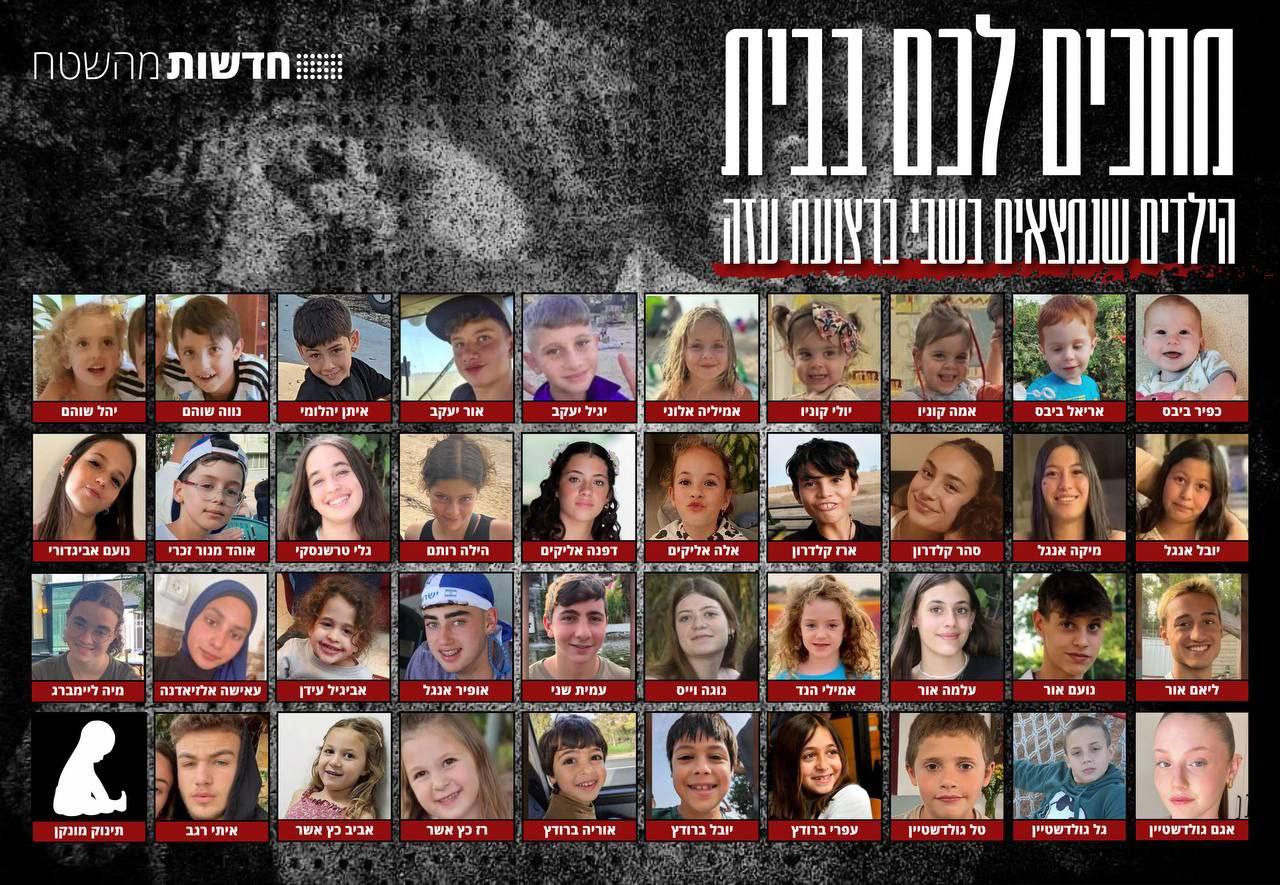 מחכים לכם בבית
חדשות מהשטח
הילדים שנמצאים בשבי ברצועת עזה
כפיר ביבס
אריאל ביבס
אמה קוניו
יולי קוניו
אמיליה אלוני
יגיל יעקב
אור יעקב
איתן יהלומי
נווה שוהם
יהל שוהם
יובל אנגל
מיקה אנגל
סהר קלדרון
ארז קלדרון
אלה אליקים
דפנה אליקים
הילה רותם
גלי טרשנסקי
אוהד מנור זכרי
נועם אביגדורי
ליאם אור
נועם אור
עלמה אור
אמילי הנד
נוגה וייס
עמית שני
אופיר אנגל
אביגיל עידן
עאישה אלזיאדנה
מיה ליימברג
אגם גולדשטיין
גל גולדשטיין
טל גולדשטיין
עפרי ברודץ
יובל ברודץ
אוריה ברודץ
רז כץ אשר
אביב כץ אשר
איתי רגב
תינוק מונקן